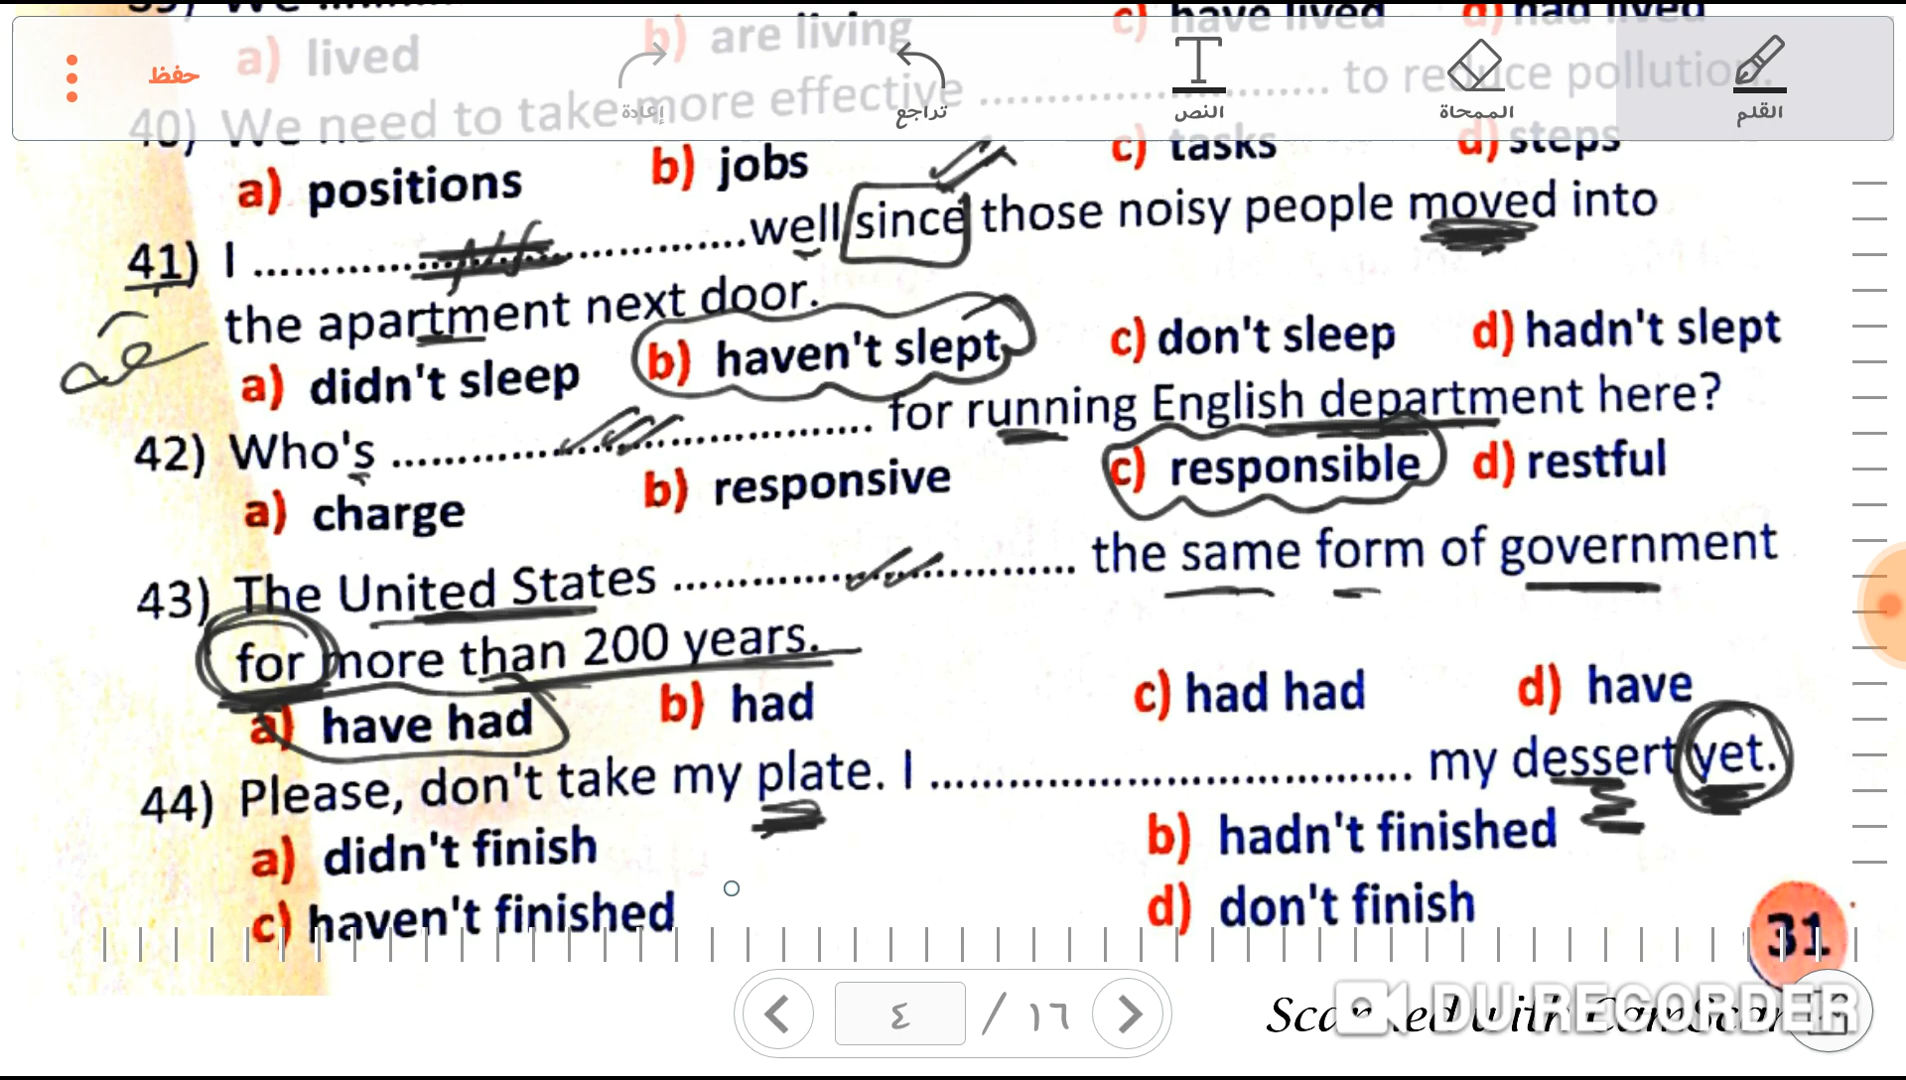 39) We
a) lived b) are living c) have lived d) had lived
حفظ إعادة تراجع النص الممحاة القلم
40) We need to take more effective .................... to reduce pollution.
a) positions b) jobs c) tasks d) steps
41) I .................... well since those noisy people moved into
the apartment next door.
a) didn't sleep b) haven't slept c) don't sleep d) hadn't slept
42) Who's .................... for running English department here?
a) charge b) responsive c) responsible d) restful
43) The United States .................... the same form of government
for more than 200 years.
a) have had b) had c) had had d) have
44) Please, don't take my plate. I .................... my dessert yet.
a) didn't finish b) hadn't finished
c) haven't finished d) don't finish
31
٤ / ١٦
Scanned with CamScan
DU RECORDER